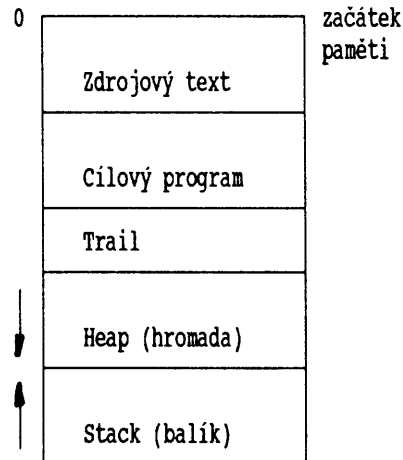 0
začátek
paměti
Zdrojový text
Cílový program
Trail
Heap (hromada)
Stack (balík)